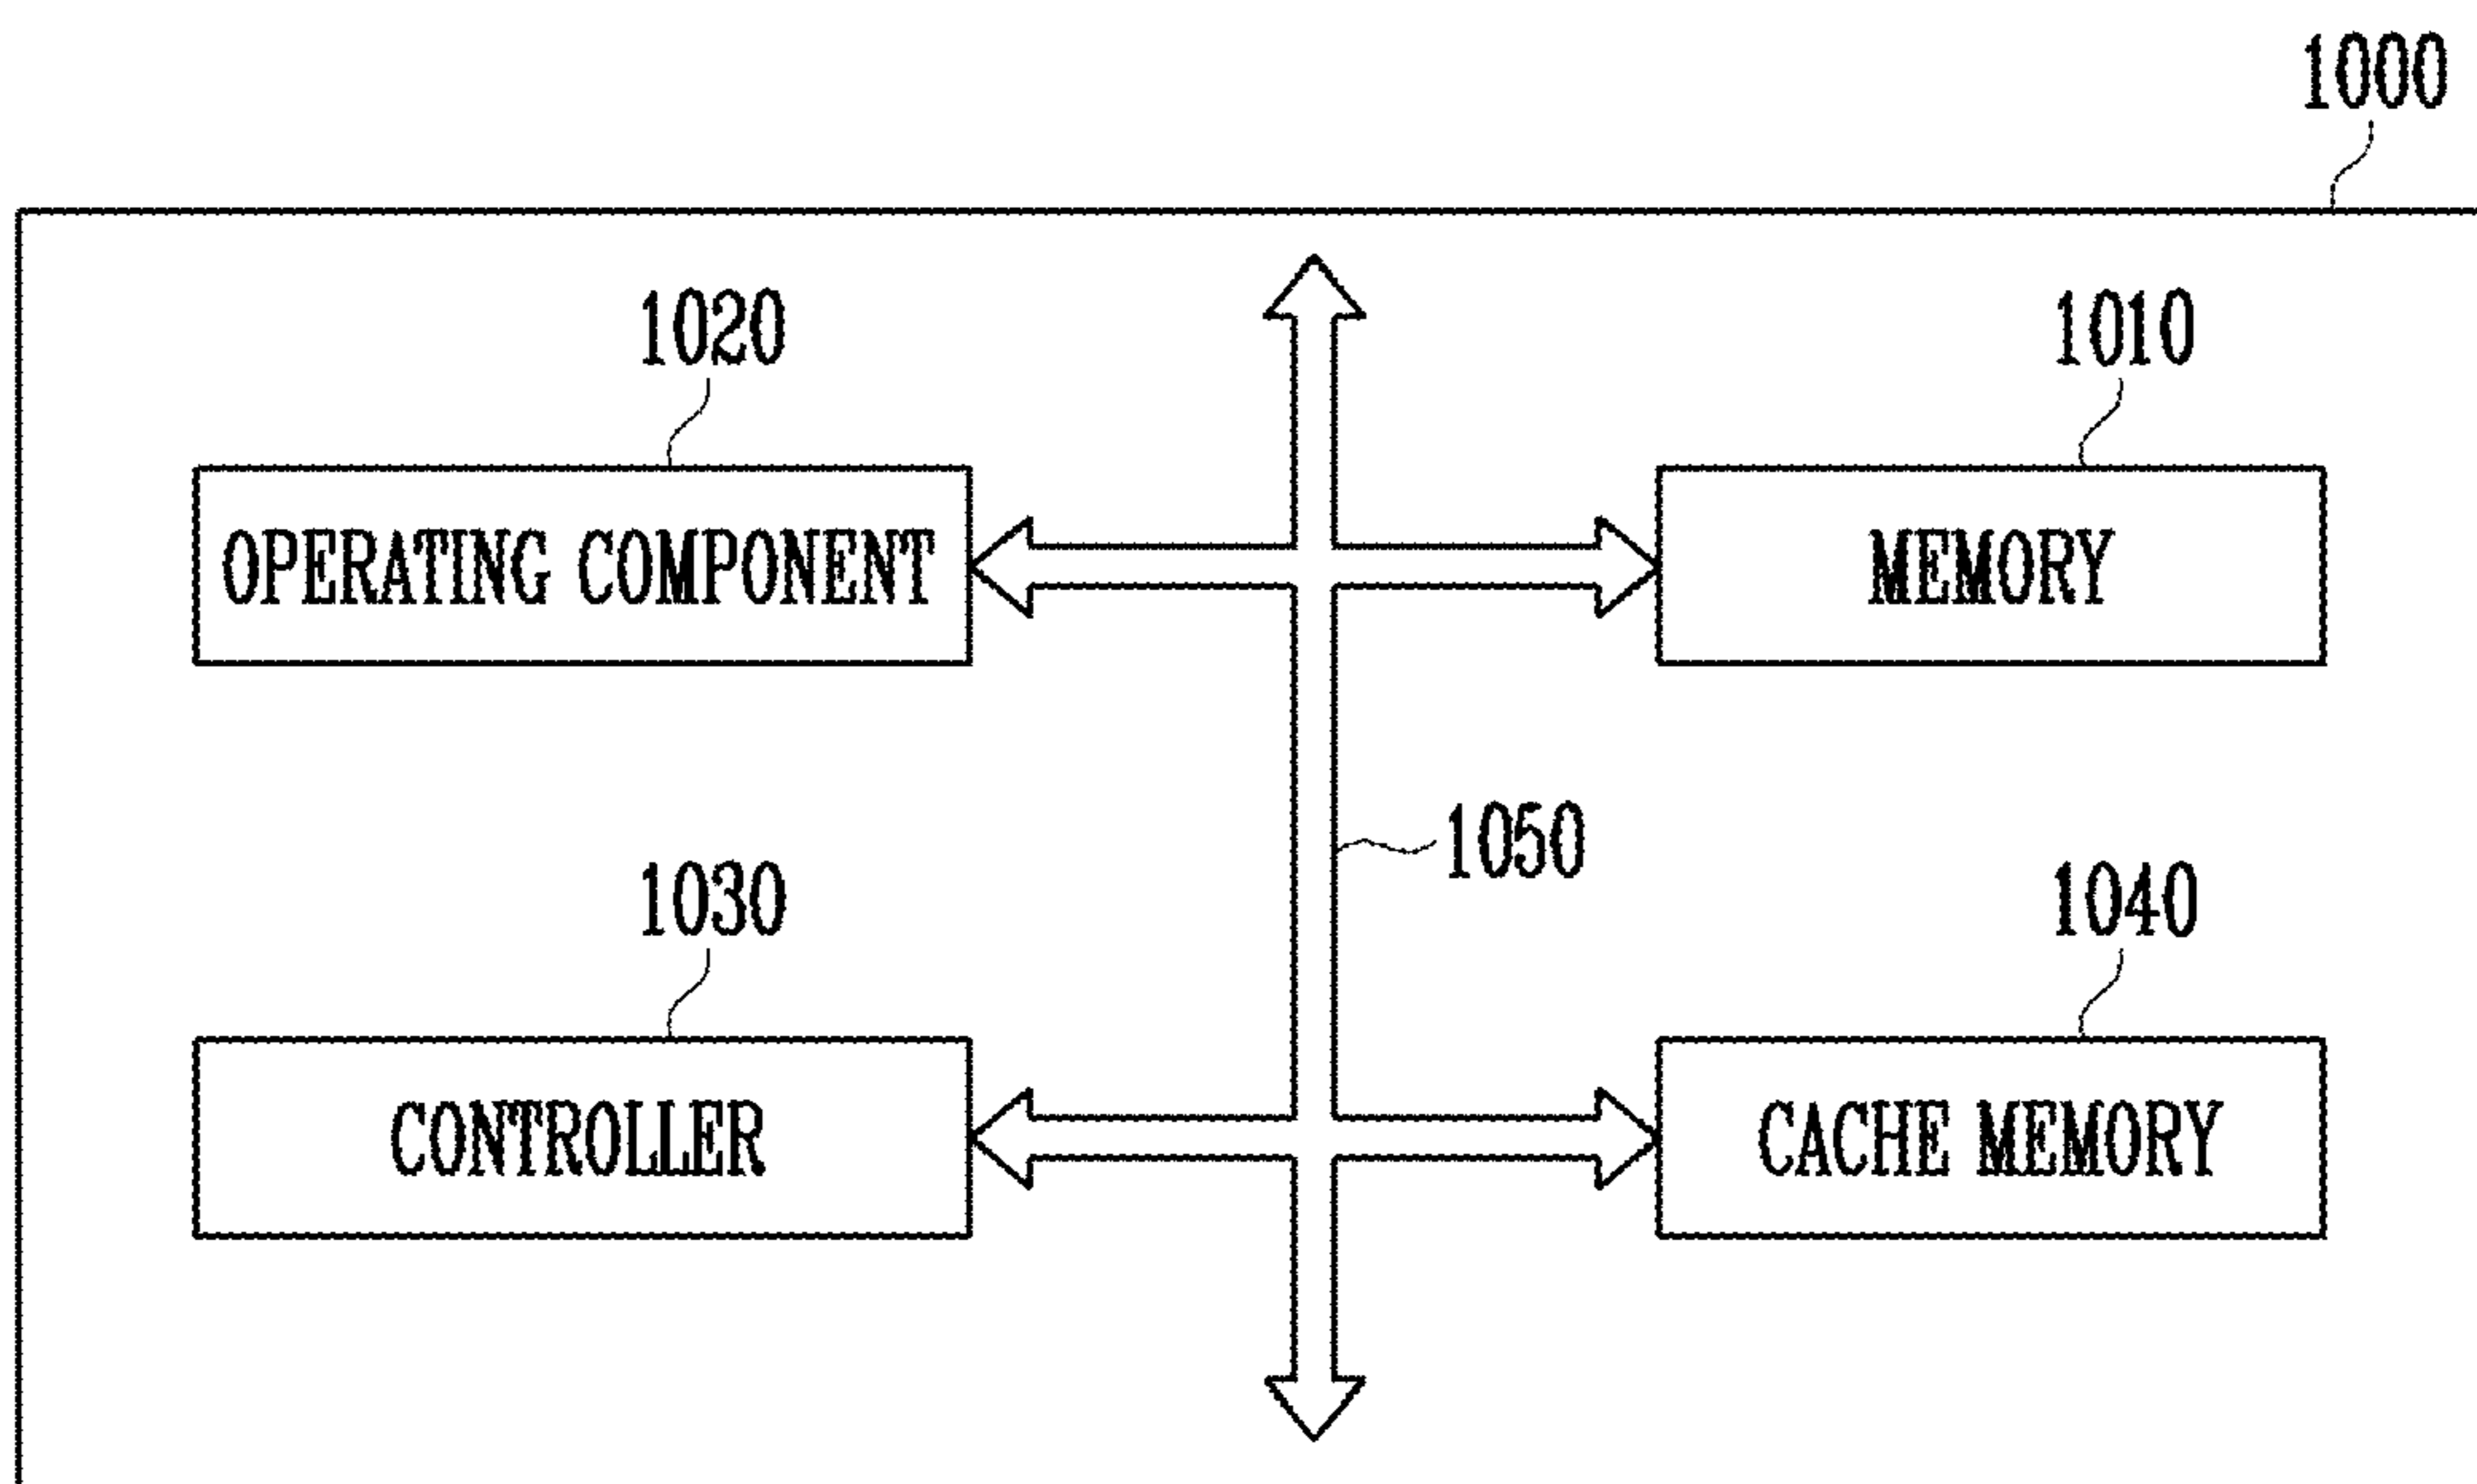 1000
1020
1010
OPERATING COMPONENT
MEMORY
1050
1030
1040
CONTROLLER
CACHE MEMORY